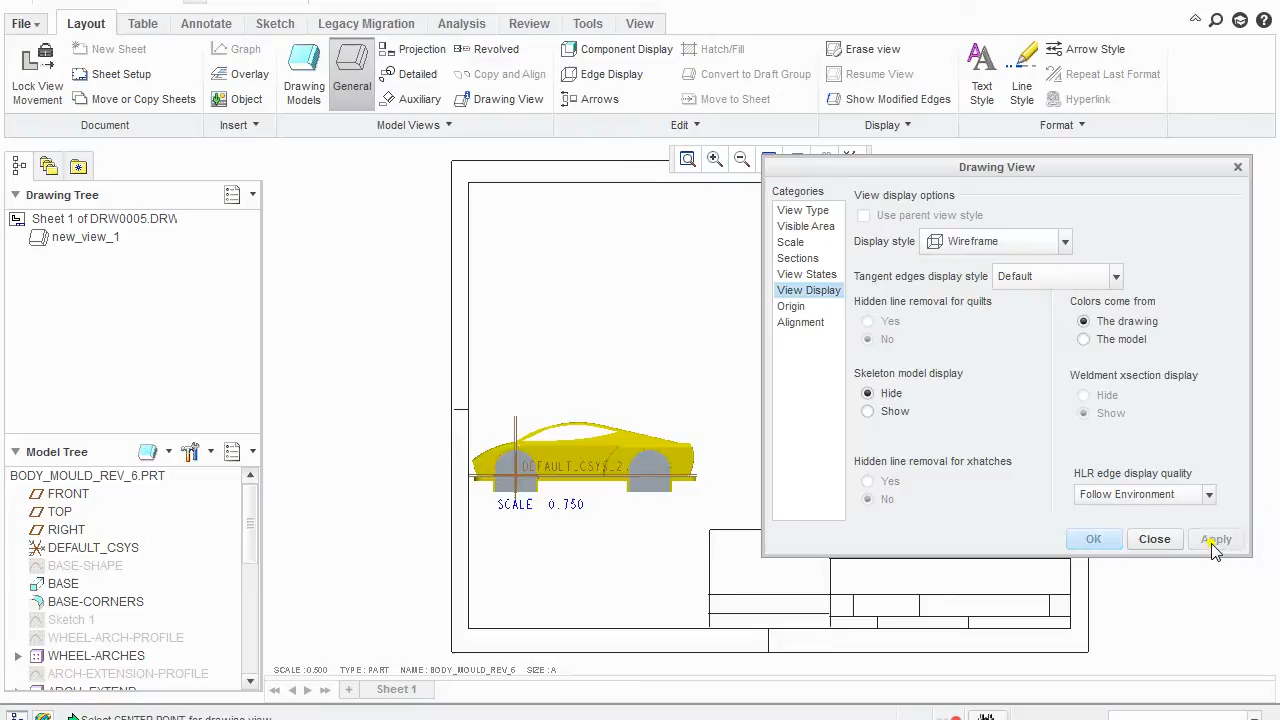 File
Layout
Table
Annotate
Sketch
Legacy Migration
Analysis
Review
Tools
View
Lock View Movement
New Sheet
Sheet Setup
Move or Copy Sheets
Document
Graph
Overlay
Object
Insert
Drawing Models
General
Projection
Detailed
Auxiliary
Revolved
Copy and Align
Drawing View
Model Views
Component Display
Edge Display
Arrows
Hatch/Fill
Convert to Draft Group
Move to Sheet
Edit
Erase view
Resume View
Show Modified Edges
Display
Text Style
Line Style
Arrow Style
Repeat Last Format
Hyperlink
Format
Drawing Tree
Sheet 1 of DRW0005.DRW
new_view_1
Model Tree
BODY_MOULD_REV_6.PRT
FRONT
TOP
RIGHT
DEFAULT_CSYS
BASE-SHAPE
BASE
BASE-CORNERS
Sketch 1
WHEEL-ARCH-PROFILE
WHEEL-ARCHES
ARCH-EXTENSION-PROFILE
DEFAULT_CSYS_2
SCALE 0.750
SCALE :0.500 TYPE : PART NAME: BODY_MOULD_REV_6 SIZE : A
Sheet 1
Select CENTER POINT for drawing view
Drawing View
Categories
View Type
Visible Area
Scale
Sections
View States
View Display
Origin
Alignment
View display options
Use parent view style
Display style Wireframe
Tangent edges display style Default
Hidden line removal for quilts
Yes
No
Colors come from
The drawing
The model
Skeleton model display
Hide
Show
Weldment xsection display
Hide
Show
Hidden line removal for xhatches
Yes
No
HLR edge display quality
Follow Environment
OK
Close
Apply